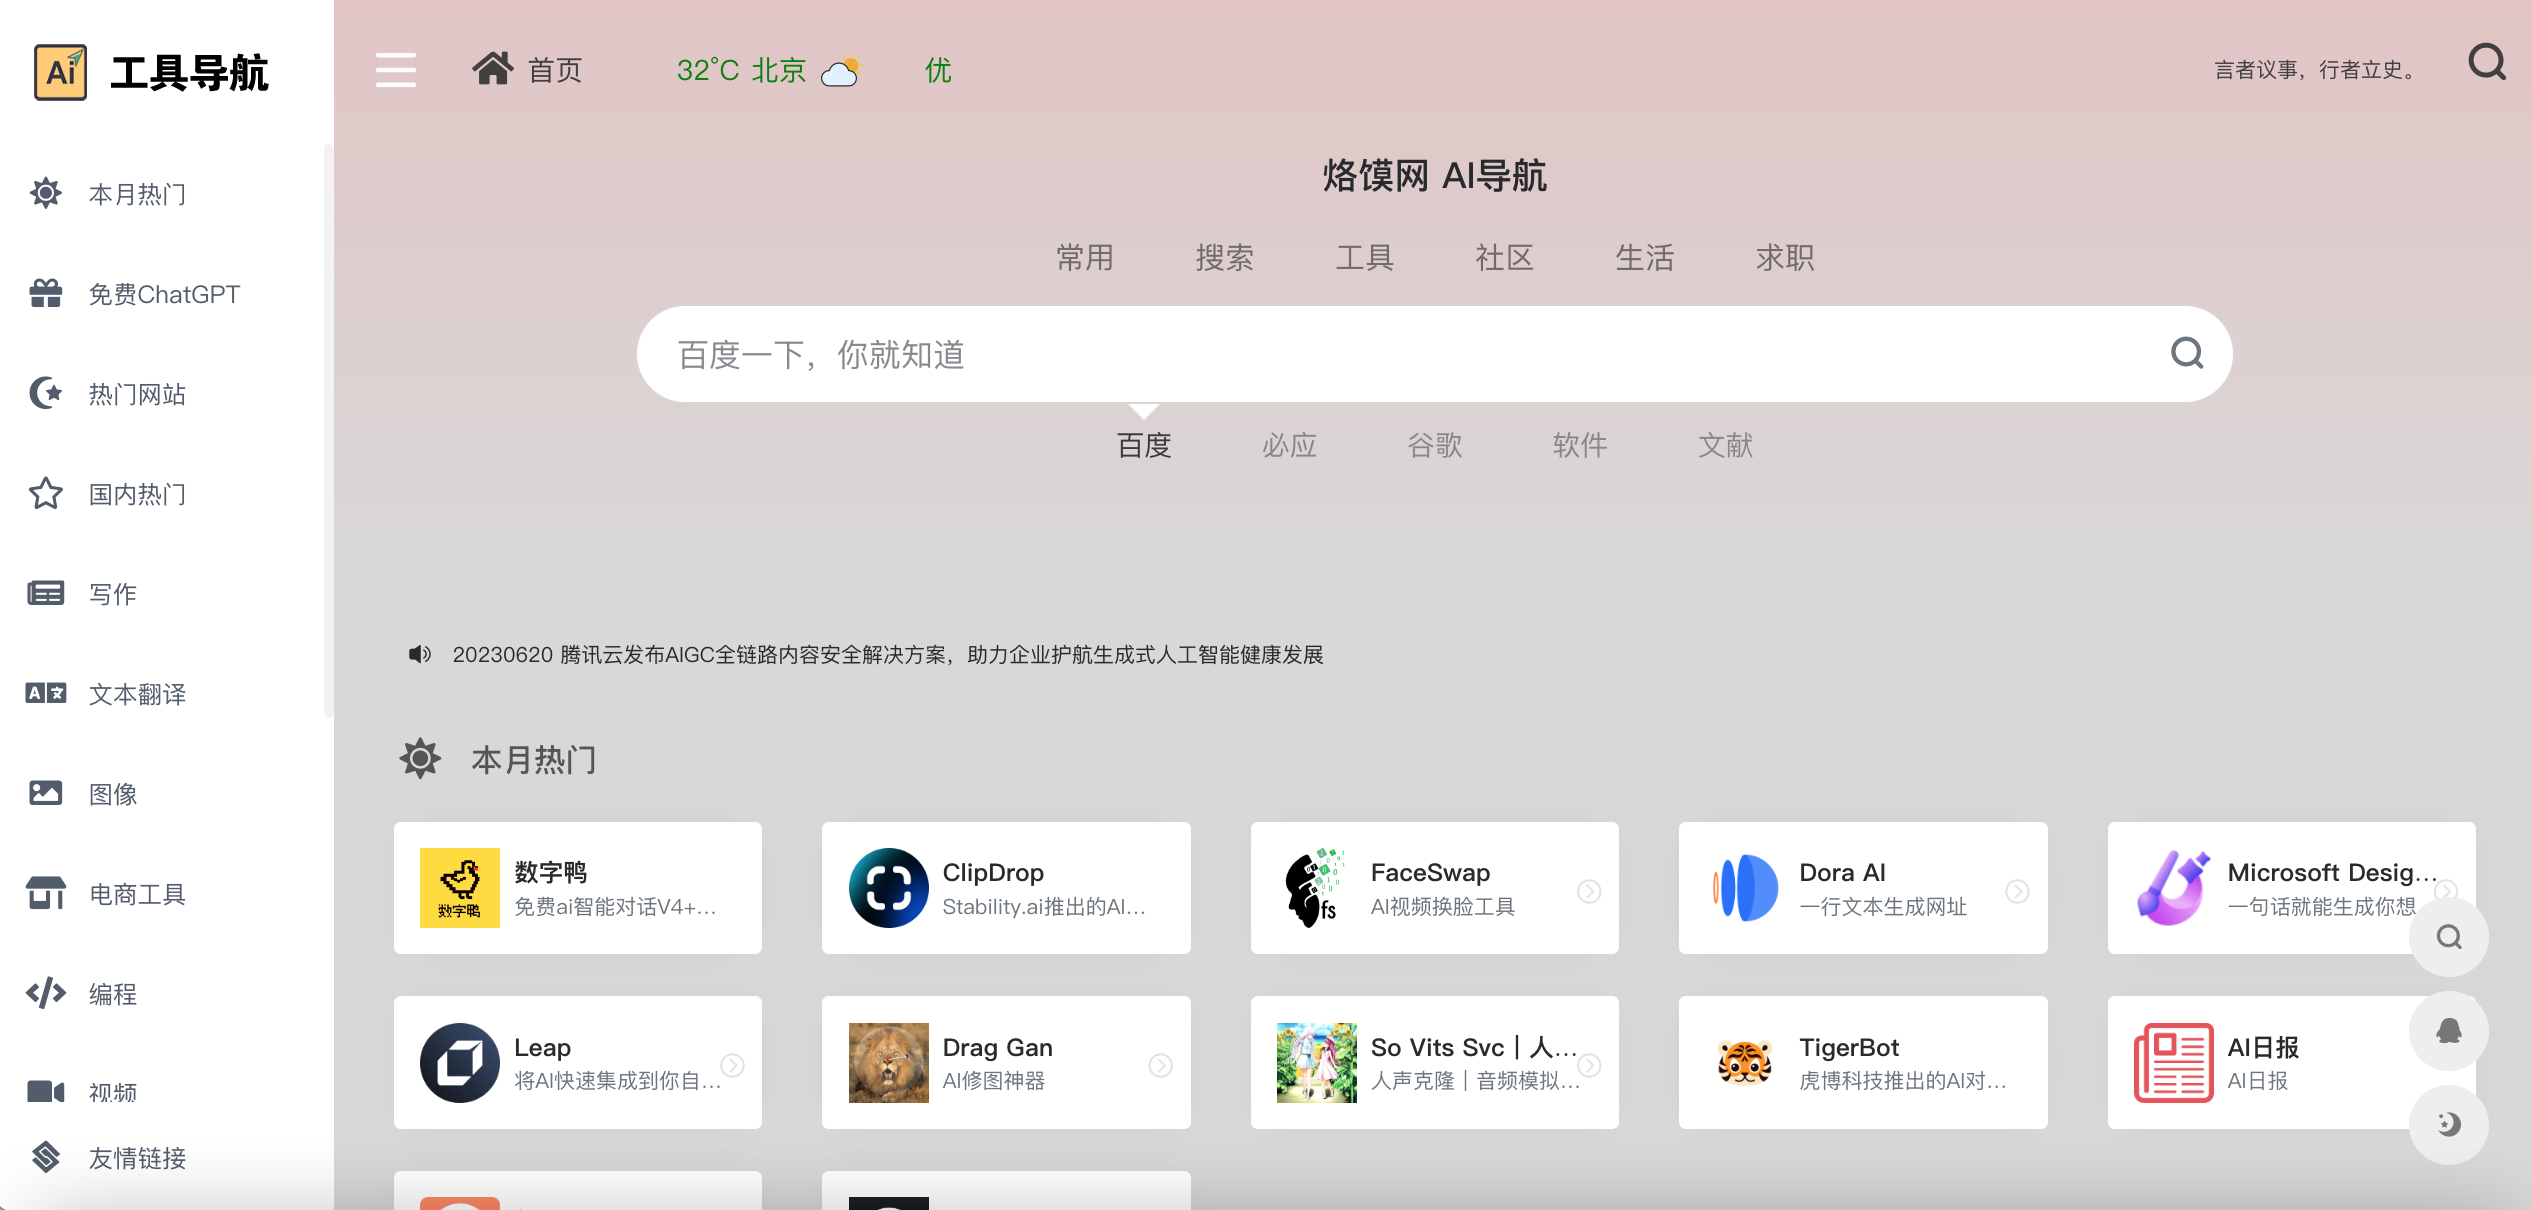 Ai 工具导航
本月热门
免费ChatGPT
热门网站
国内热门
写作
文本翻译
图像
电商工具
编程
视频
友情链接
首页 32°C 北京 优 言者议事，行者立史。
烙馍网 AI导航
常用 搜索 工具 社区 生活 求职
百度一下，你就知道
百度 必应 谷歌 软件 文献
20230620 腾讯云发布AIGC全链路内容安全解决方案，助力企业护航生成式人工智能健康发展
本月热门
数字鸭
数字鸭
免费ai智能对话V4+...
ClipDrop
Stability.ai推出的AI...
fs
FaceSwap
AI视频换脸工具
Dora AI
一行文本生成网址
Microsoft Desig...
一句话就能生成你想
Leap
将AI快速集成到你自...
Drag Gan
AI修图神器
So Vits Svc｜人...
人声克隆｜音频模拟...
TigerBot
虎博科技推出的AI对...
AI日报
AI日报